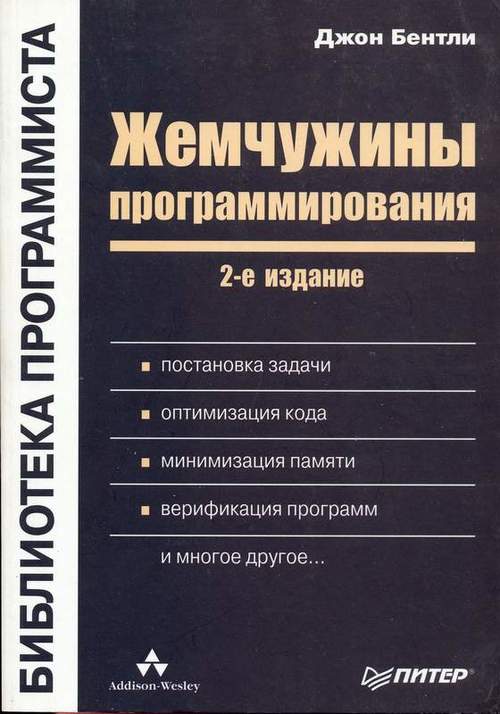 БИБЛИОТЕКА ПРОГРАММИСТА
Джон Бентли
Жемчужины
программирования
2-е издание
постановка задачи
оптимизация кода
минимизация памяти
верификация программ
и многое другое...
Addison-Wesley
ПИТЕР